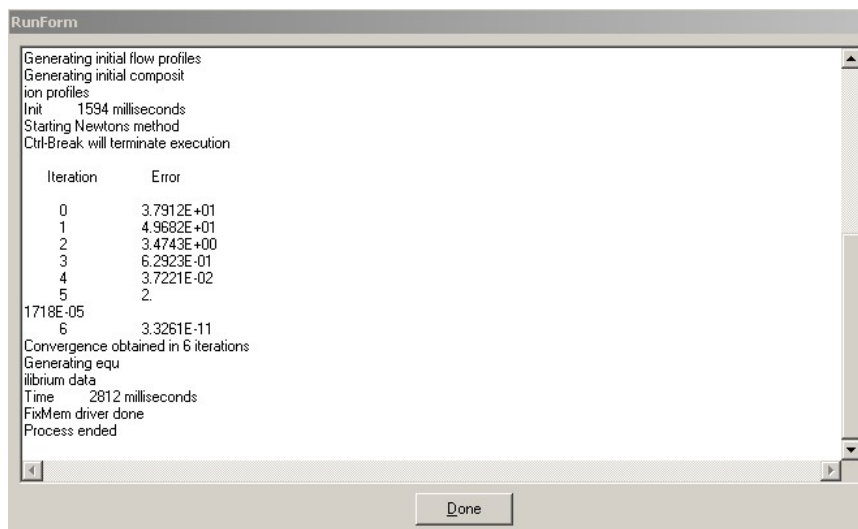 RunForm
Generating initial flow profiles
Generating initial composit
ion profiles
Init 1594 milliseconds
Starting Newtons method
Ctrl-Break will terminate execution
Iteration Error
0 3.7912E+01
1 4.9682E+01
2 3.4743E+00
3 6.2923E-01
4 3.7221E-02
5 2.
1718E-05
6 3.3261E-11
Convergence obtained in 6 iterations
Generating equ
ilibrium data
Time 2812 milliseconds
FixMem driver done
Process ended
Done